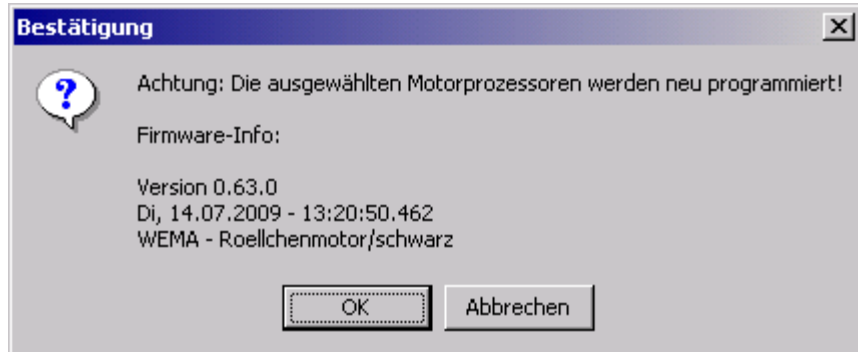 Bestätigung
Achtung: Die ausgewählten Motorprozessoren werden neu programmiert!
Firmware-Info:
Version 0.63.0
Di, 14.07.2009 - 13:20:50.462
WEMA - Roellchenmotor/schwarz
OK
Abbrechen